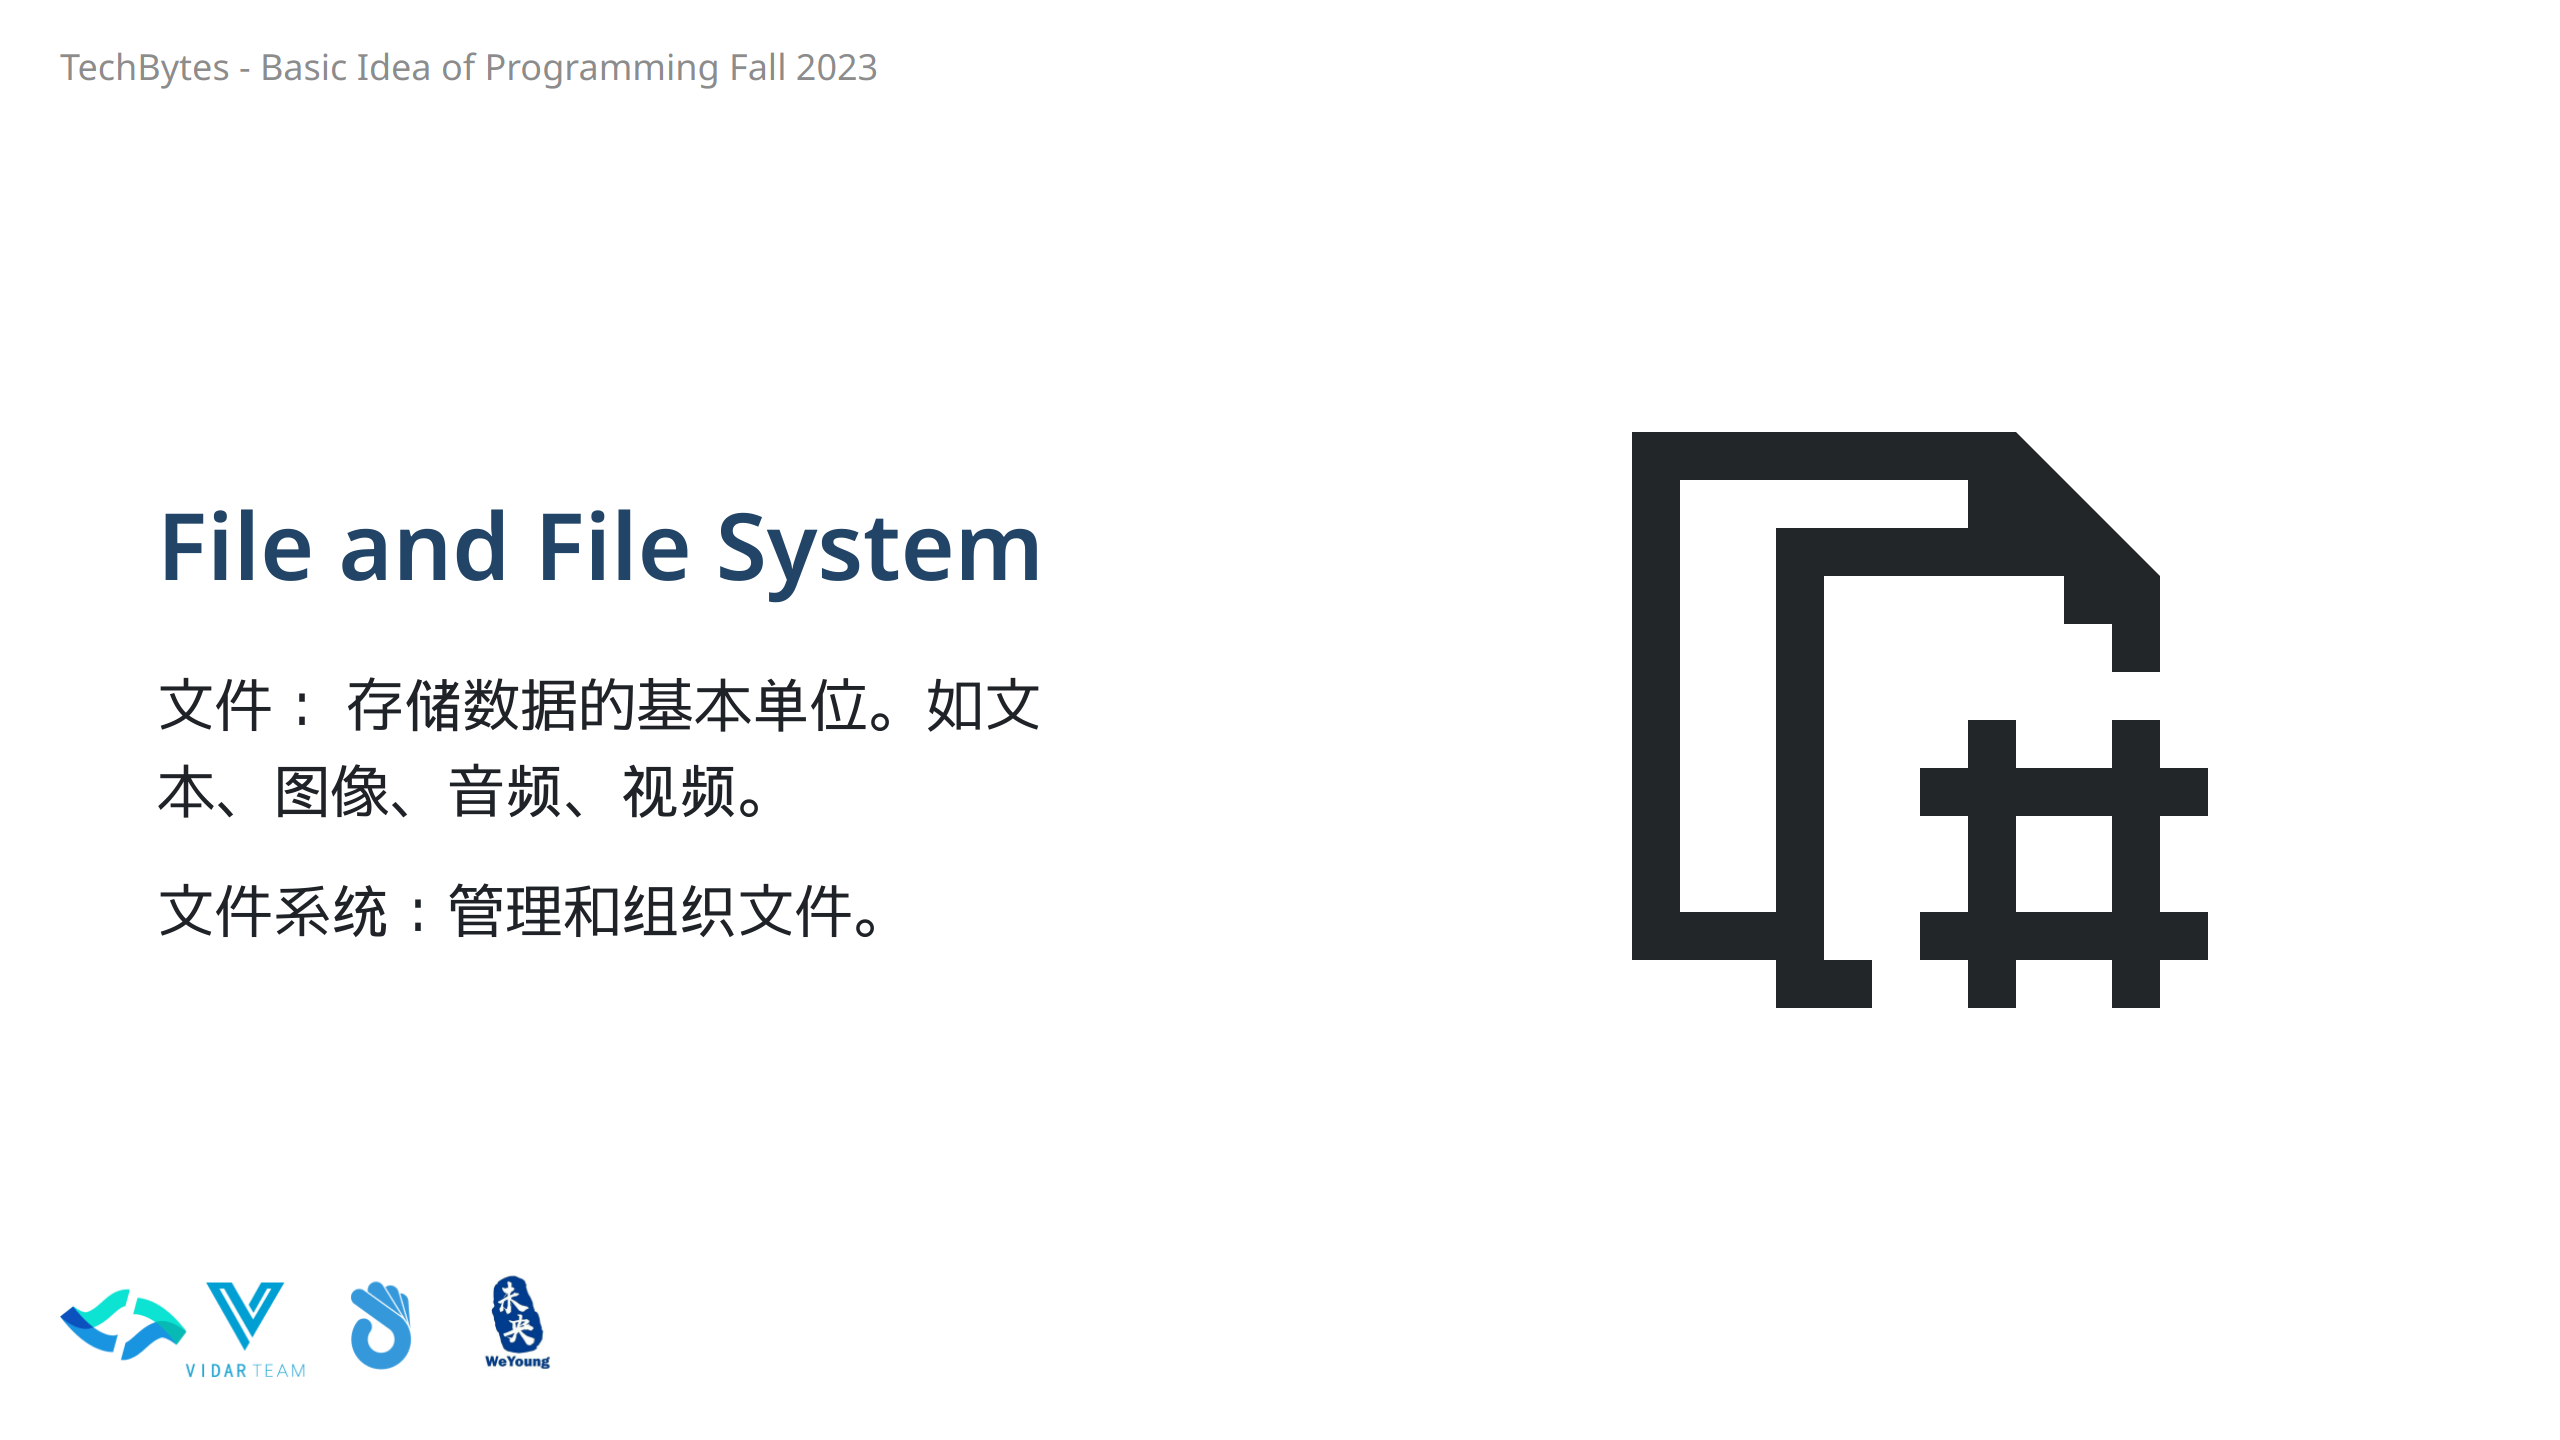 TechBytes - Basic Idea of Programming Fall 2023
File and File System
文件： 存储数据的基本单位。如文
本、图像、音频、视频。
文件系统：管理和组织文件。
VIDAR TEAM
未央
WeYoung